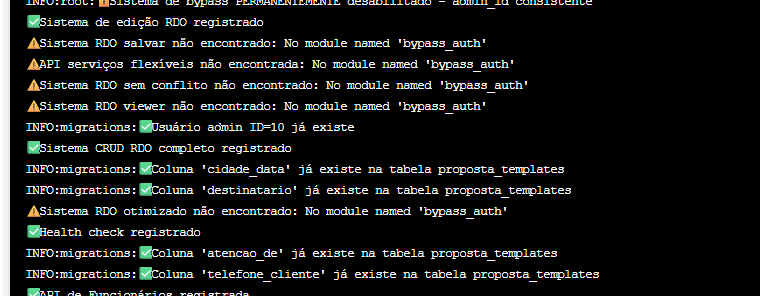 INFO:root:🔒Sistema de bypass PERMANENTEMENTE desabilitado - admin_id consistente
✅Sistema de edição RDO registrado
⚠️Sistema RDO salvar não encontrado: No module named 'bypass_auth'
⚠️API serviços flexíveis não encontrada: No module named 'bypass_auth'
⚠️Sistema RDO sem conflito não encontrado: No module named 'bypass_auth'
⚠️Sistema RDO viewer não encontrado: No module named 'bypass_auth'
INFO:migrations:✅Usuário admin ID=10 já existe
✅Sistema CRUD RDO completo registrado
INFO:migrations:✅Coluna 'cidade_data' já existe na tabela proposta_templates
INFO:migrations:✅Coluna 'destinatario' já existe na tabela proposta_templates
⚠️Sistema RDO otimizado não encontrado: No module named 'bypass_auth'
✅Health check registrado
INFO:migrations:✅Coluna 'atencao_de' já existe na tabela proposta_templates
INFO:migrations:✅Coluna 'telefone_cliente' já existe na tabela proposta_templates
✅API de Funcionários registrada